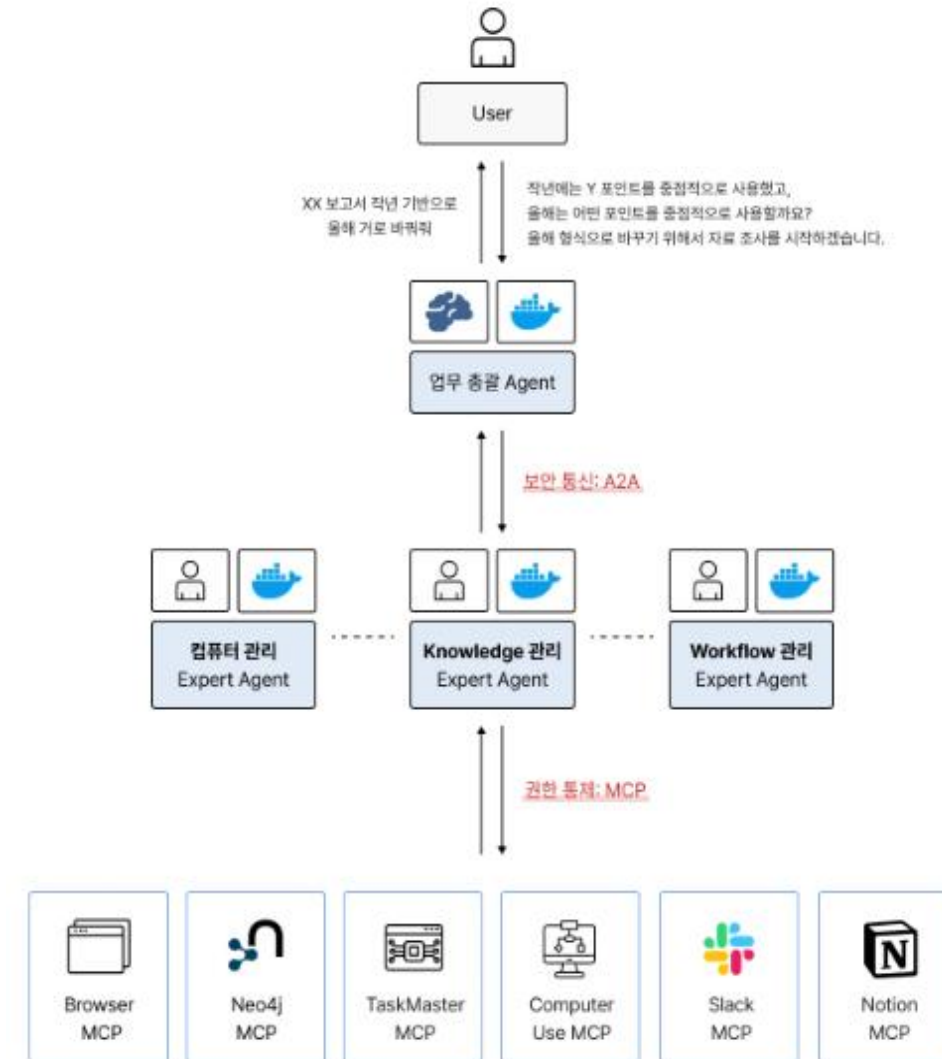 User
XX 보고서 작년 기반으로
올해 거로 바꿔줘
작년에는 Y 포인트를 중점적으로 사용했고,
올해는 어떤 포인트를 중점적으로 사용할까요?
올해 형식으로 바꾸기 위해서 자료 조사를 시작하겠습니다.
업무 총괄 Agent
보안 통신: A2A
컴퓨터 관리
Expert Agent
Knowledge 관리
Expert Agent
Workflow 관리
Expert Agent
권한 통제: MCP
Browser
MCP
Neo4j
MCP
TaskMaster
MCP
Computer
Use MCP
Slack
MCP
Notion
MCP